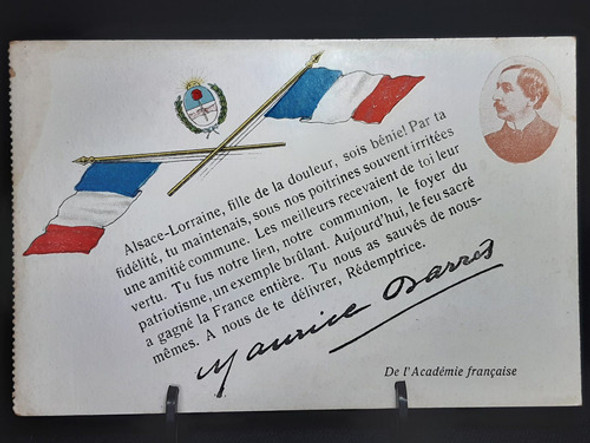 Alsace-Lorraine, fille de la douleur, sois bénie! Par ta
fidélité, tu maintenais, sous nos poitrines souvent irritées
une amitié commune. Les meilleurs recevaient de toi leur
vertu. Tu fus notre lien, notre communion, le foyer du
patriotisme, un exemple brûlant. Aujourd'hui, le feu sacré
a gagné la France entière. Tu nous as sauvés de nous-
mêmes. A nous de te délivrer, Rédemptrice.
Maurice Barrès
De l'Académie française